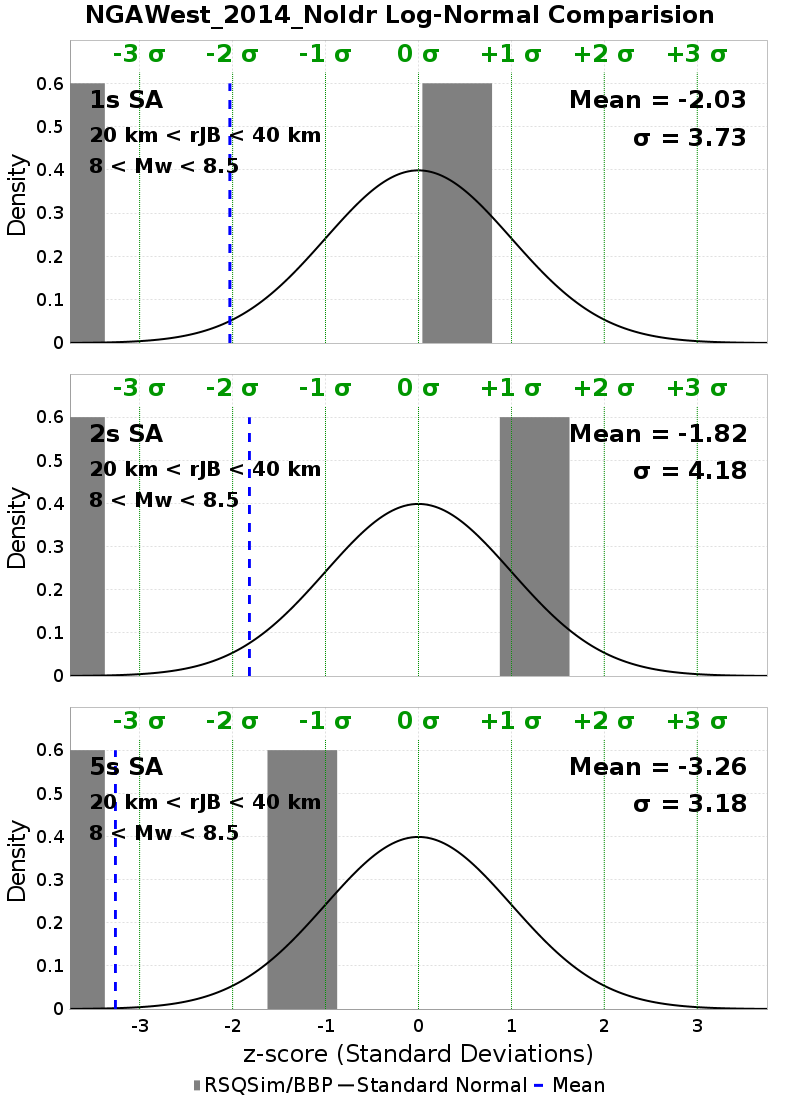 NGAWest_2014_NoIdr Log-Normal Comparision
-3 σ -2 σ -1 σ 0 σ +1 σ +2 σ +3 σ
1s SA
20 km < rJB < 40 km
8 < Mw < 8.5
Mean = -2.03
σ = 3.73
0.6
0.5
0.4
0.3
0.2
0.1
0
Density
-3 σ -2 σ -1 σ 0 σ +1 σ +2 σ +3 σ
2s SA
20 km < rJB < 40 km
8 < Mw < 8.5
Mean = -1.82
σ = 4.18
0.6
0.5
0.4
0.3
0.2
0.1
0
Density
-3 σ -2 σ -1 σ 0 σ +1 σ +2 σ +3 σ
5s SA
20 km < rJB < 40 km
8 < Mw < 8.5
Mean = -3.26
σ = 3.18
0.6
0.5
0.4
0.3
0.2
0.1
0
Density
-3 -2 -1 0 1 2 3
z-score (Standard Deviations)
RSQSim/BBP Standard Normal Mean